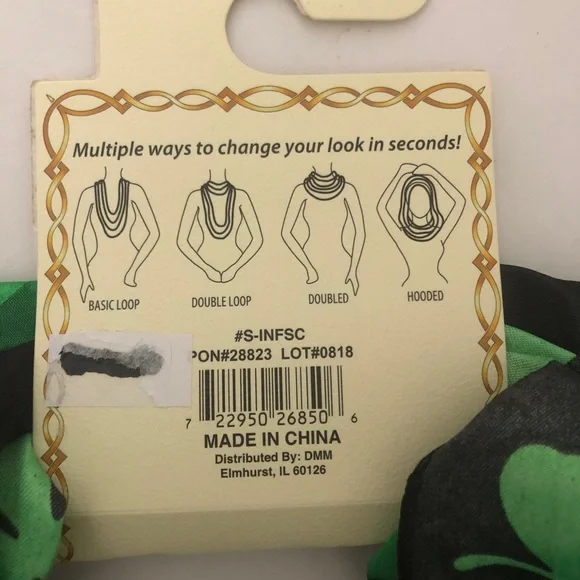 Multiple ways to change your look in seconds!
BASIC LOOP DOUBLE LOOP DOUBLED HOODED
#S-INFSC
PON#28823 LOT#0818
7 22950 26850 6
MADE IN CHINA
Distributed By: DMM
Elmhurst, IL 60126